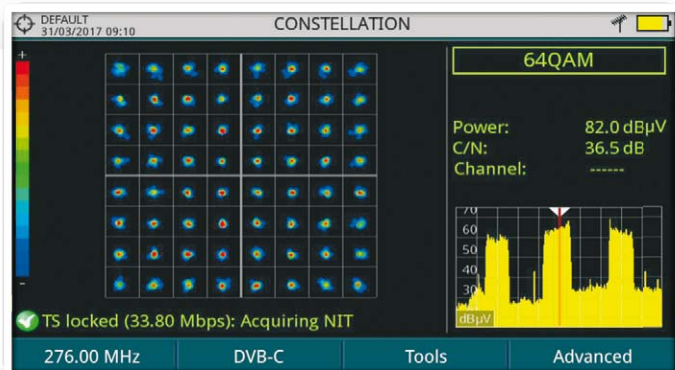 DEFAULT
31/03/2017 09:10
CONSTELLATION
+
-
64QAM
Power: 82.0 dBµV
C/N: 36.5 dB
Channel: ------
70
60
50
40
30
dBµV
TS locked (33.80 Mbps): Acquiring NIT
276.00 MHz
DVB-C
Tools
Advanced